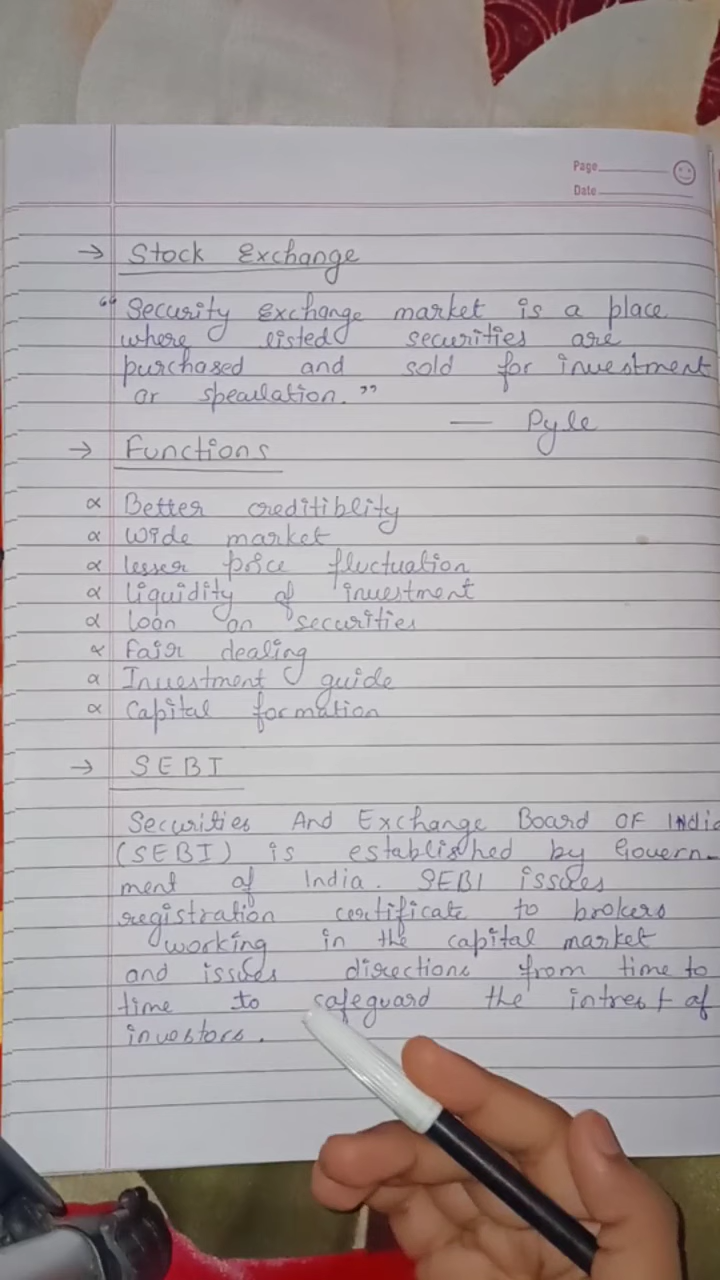 Page
Date
→ Stock Exchange
“ Security Exchange market is a place
where listed securities are
purchased and sold for investment
or speculation. ”
— Pyle
→ Functions
∝ Better creditiblity
∝ wide market
∝ lesser price fluctuation
∝ liquidity of investment
∝ loan on securities
∝ Fair dealing
∝ Investment guide
∝ Capital formation
→ SEBI
Securities And Exchange Board OF India
(SEBI) is established by Govern-
ment of India. SEBI issues
registration certificate to brokers
working in the capital market
and issues directions from time to
time to safeguard the intrest of
investors.